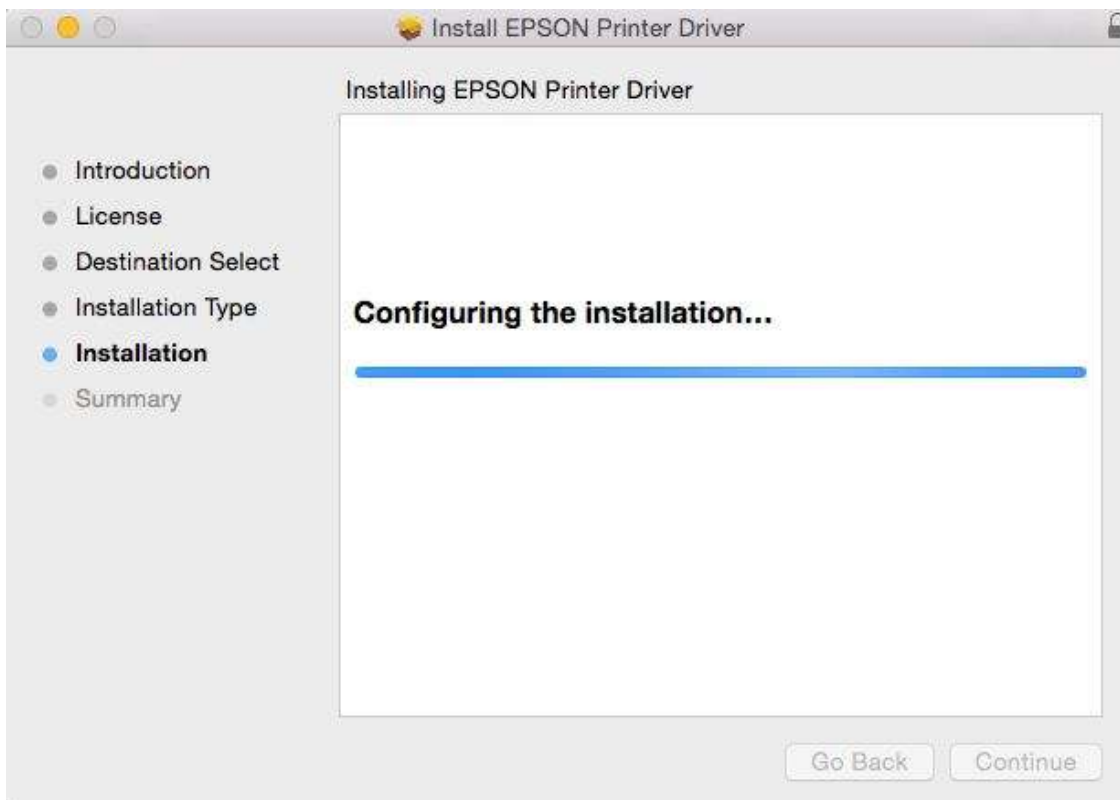 Install EPSON Printer Driver
Installing EPSON Printer Driver
Introduction
License
Destination Select
Installation Type
Installation
Summary
Configuring the installation...
Go Back
Continue